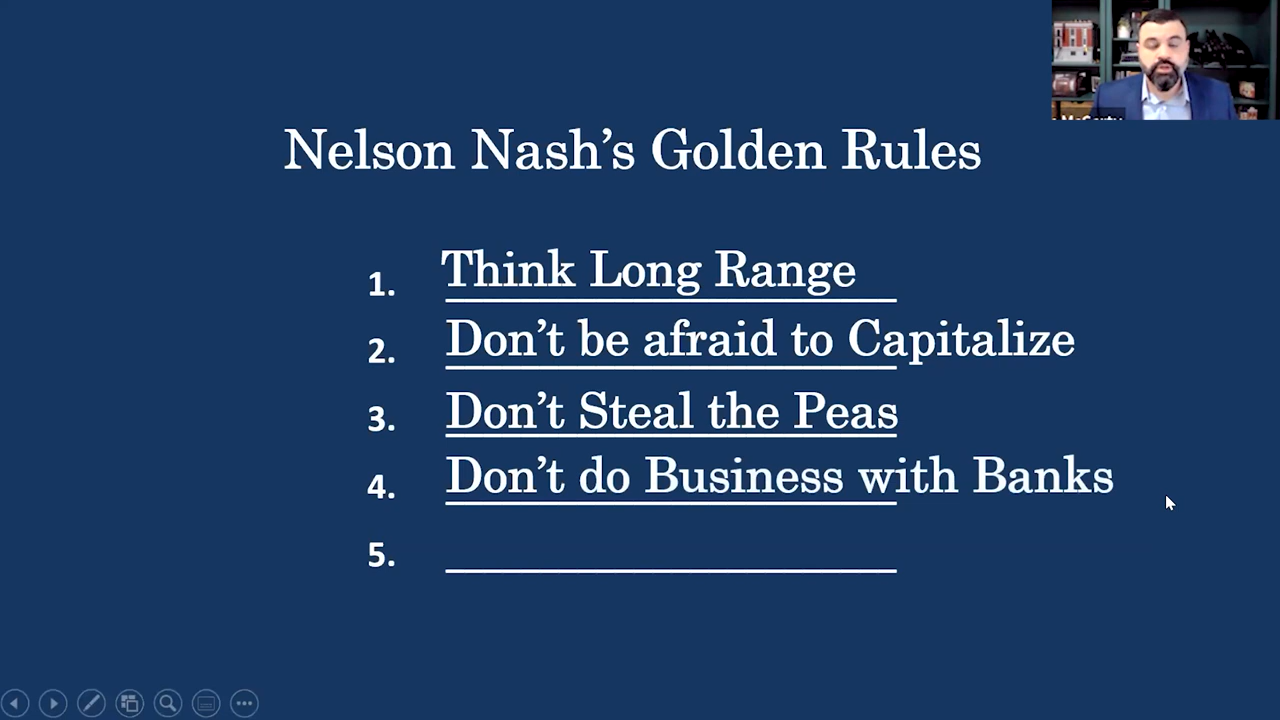 Nelson Nash’s Golden Rules
1. Think Long Range
2. Don’t be afraid to Capitalize
3. Don’t Steal the Peas
4. Don’t do Business with Banks
5.